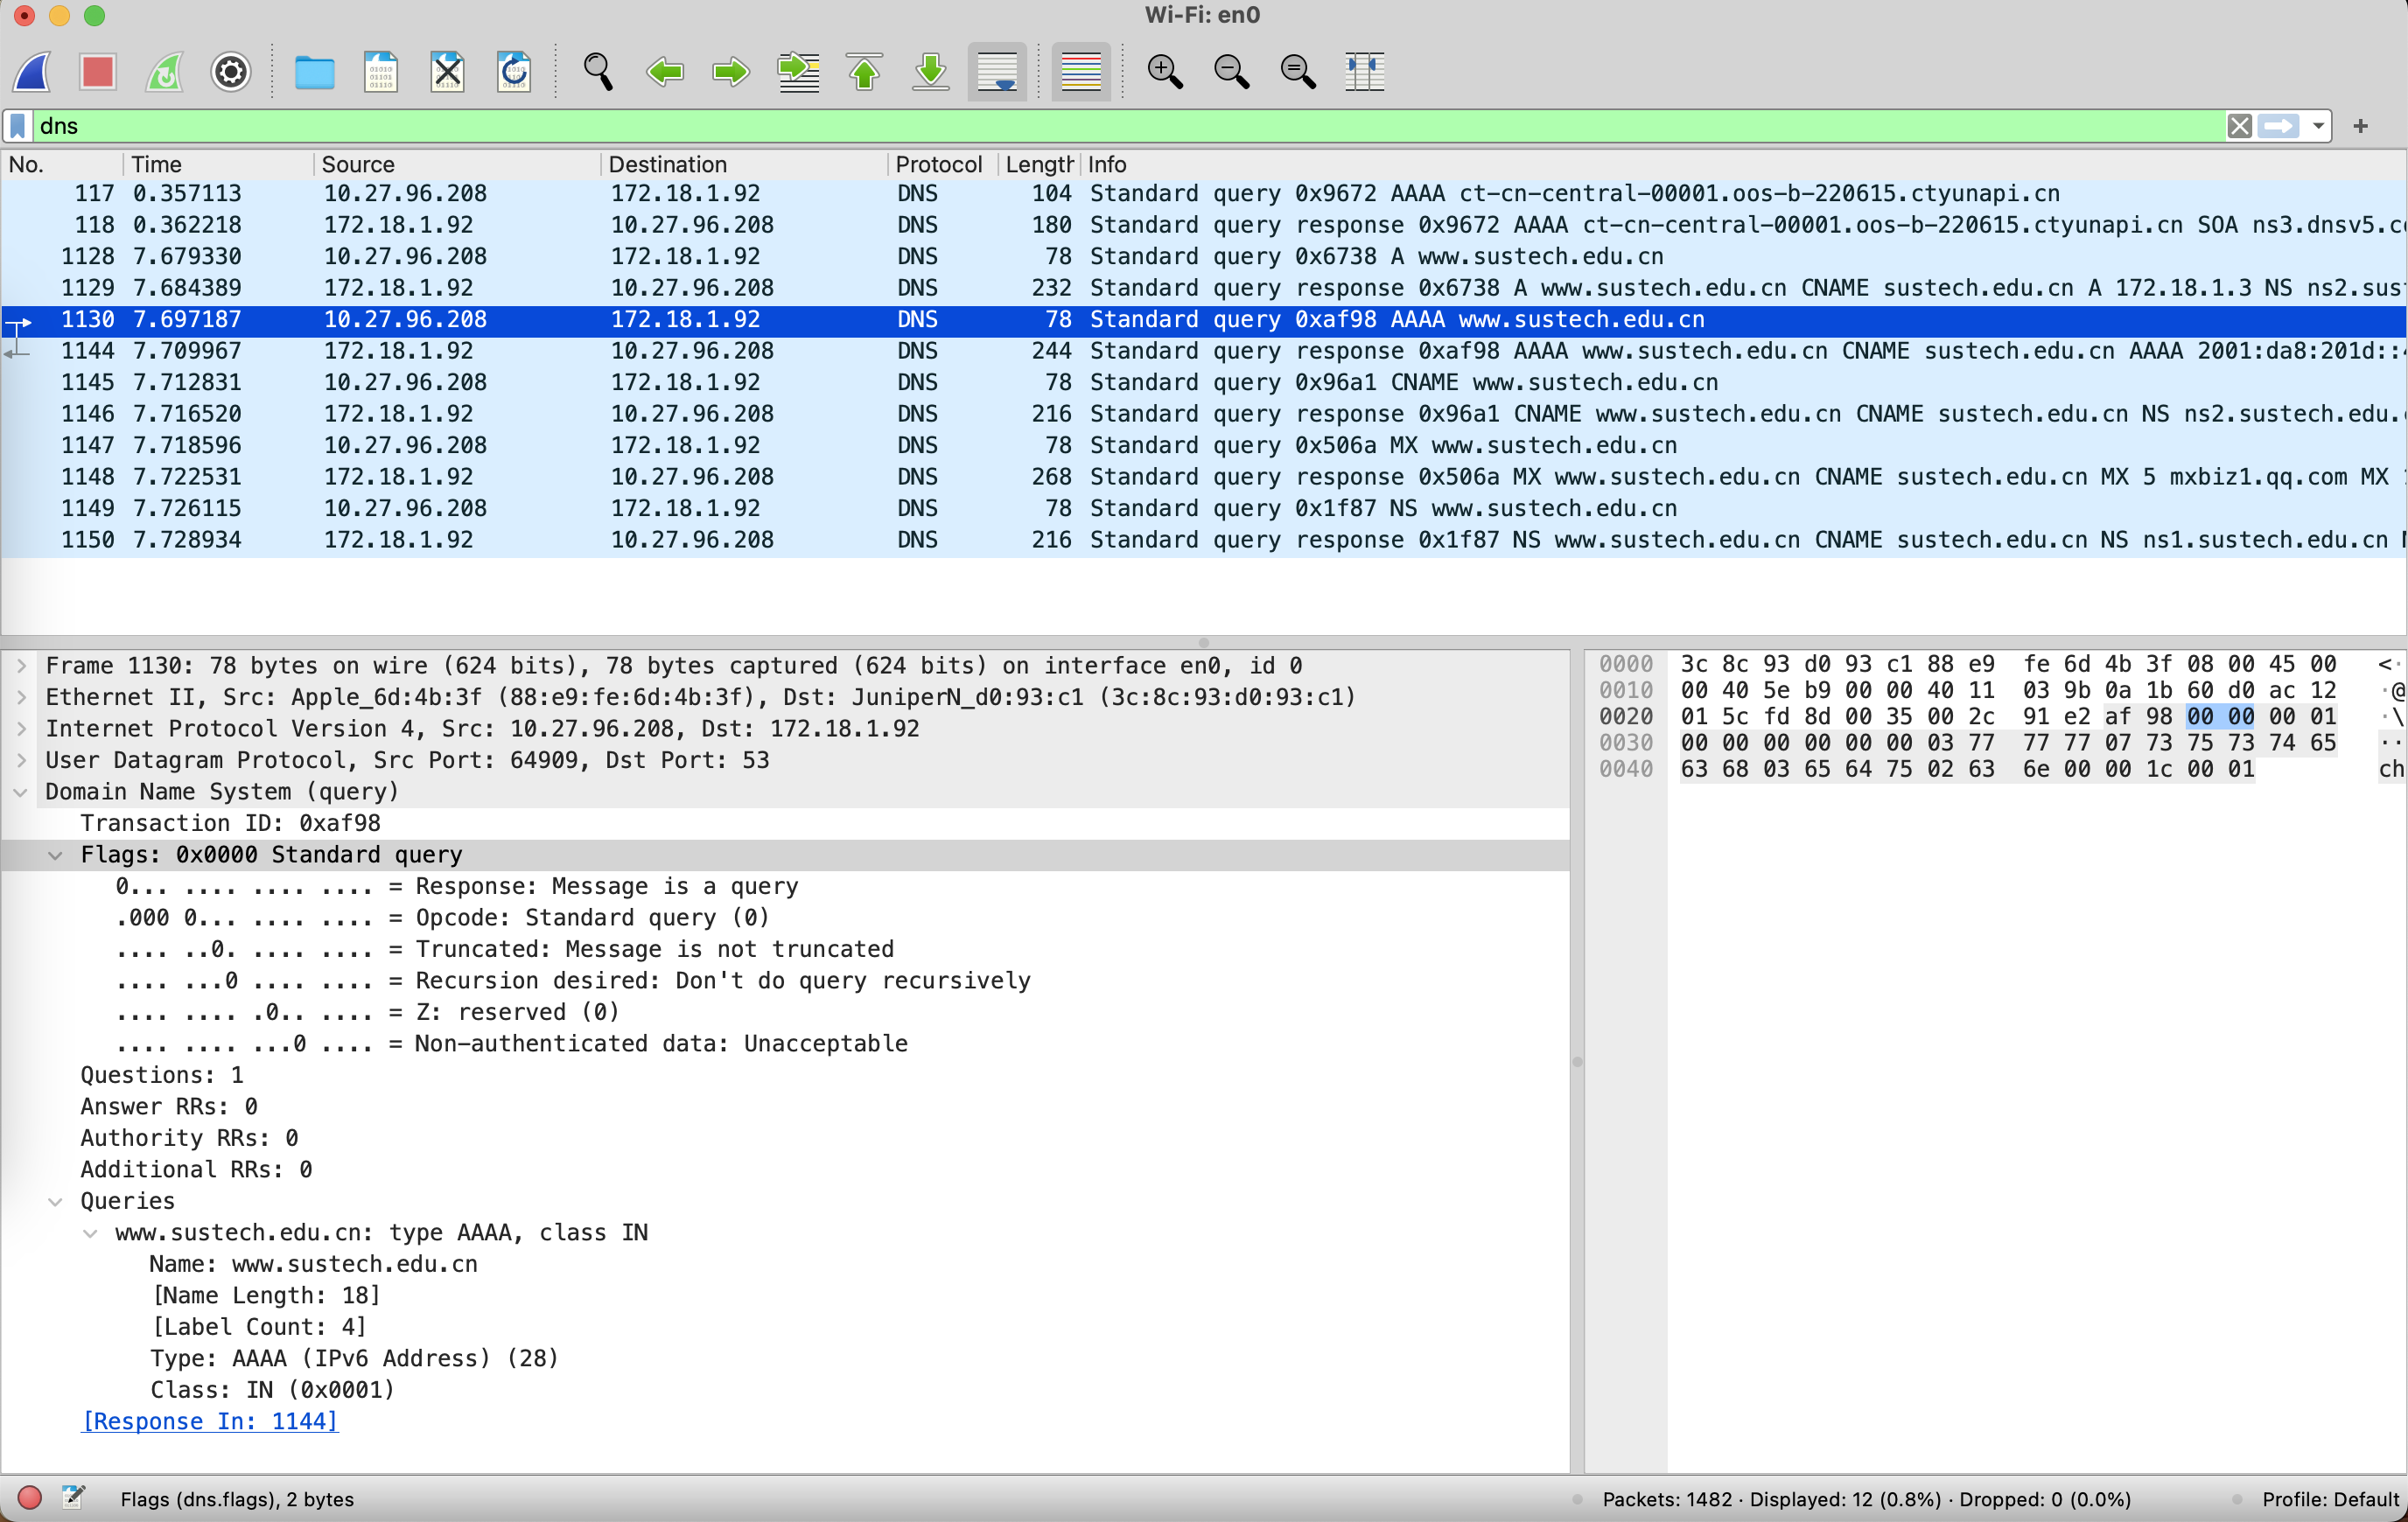 Wi-Fi: en0
dns
No. Time Source Destination Protocol Length Info
117 0.357113 10.27.96.208 172.18.1.92 DNS 104 Standard query 0x9672 AAAA ct-cn-central-00001.oos-b-220615.ctyunapi.cn
118 0.362218 172.18.1.92 10.27.96.208 DNS 180 Standard query response 0x9672 AAAA ct-cn-central-00001.oos-b-220615.ctyunapi.cn SOA ns3.dnsv5.c
1128 7.679330 10.27.96.208 172.18.1.92 DNS 78 Standard query 0x6738 A www.sustech.edu.cn
1129 7.684389 172.18.1.92 10.27.96.208 DNS 232 Standard query response 0x6738 A www.sustech.edu.cn CNAME sustech.edu.cn A 172.18.1.3 NS ns2.sus
1130 7.697187 10.27.96.208 172.18.1.92 DNS 78 Standard query 0xaf98 AAAA www.sustech.edu.cn
1144 7.709967 172.18.1.92 10.27.96.208 DNS 244 Standard query response 0xaf98 AAAA www.sustech.edu.cn CNAME sustech.edu.cn AAAA 2001:da8:201d::
1145 7.712831 10.27.96.208 172.18.1.92 DNS 78 Standard query 0x96a1 CNAME www.sustech.edu.cn
1146 7.716520 172.18.1.92 10.27.96.208 DNS 216 Standard query response 0x96a1 CNAME www.sustech.edu.cn CNAME sustech.edu.cn NS ns2.sustech.edu.
1147 7.718596 10.27.96.208 172.18.1.92 DNS 78 Standard query 0x506a MX www.sustech.edu.cn
1148 7.722531 172.18.1.92 10.27.96.208 DNS 268 Standard query response 0x506a MX www.sustech.edu.cn CNAME sustech.edu.cn MX 5 mxbiz1.qq.com MX
1149 7.726115 10.27.96.208 172.18.1.92 DNS 78 Standard query 0x1f87 NS www.sustech.edu.cn
1150 7.728934 172.18.1.92 10.27.96.208 DNS 216 Standard query response 0x1f87 NS www.sustech.edu.cn CNAME sustech.edu.cn NS ns1.sustech.edu.cn
Frame 1130: 78 bytes on wire (624 bits), 78 bytes captured (624 bits) on interface en0, id 0
Ethernet II, Src: Apple_6d:4b:3f (88:e9:fe:6d:4b:3f), Dst: JuniperN_d0:93:c1 (3c:8c:93:d0:93:c1)
Internet Protocol Version 4, Src: 10.27.96.208, Dst: 172.18.1.92
User Datagram Protocol, Src Port: 64909, Dst Port: 53
Domain Name System (query)
Transaction ID: 0xaf98
Flags: 0x0000 Standard query
0... .... .... .... = Response: Message is a query
.000 0... .... .... = Opcode: Standard query (0)
.... ..0. .... .... = Truncated: Message is not truncated
.... ...0 .... .... = Recursion desired: Don't do query recursively
.... .... .0.. .... = Z: reserved (0)
.... .... ...0 .... = Non-authenticated data: Unacceptable
Questions: 1
Answer RRs: 0
Authority RRs: 0
Additional RRs: 0
Queries
www.sustech.edu.cn: type AAAA, class IN
Name: www.sustech.edu.cn
[Name Length: 18]
[Label Count: 4]
Type: AAAA (IPv6 Address) (28)
Class: IN (0x0001)
[Response In: 1144]
0000 3c 8c 93 d0 93 c1 88 e9 fe 6d 4b 3f 08 00 45 00 <·
0010 00 40 5e b9 00 00 40 11 03 9b 0a 1b 60 d0 ac 12 ·@
0020 01 5c fd 8d 00 35 00 2c 91 e2 af 98 00 00 00 01 ·\
0030 00 00 00 00 00 00 03 77 77 77 07 73 75 73 74 65 ··
0040 63 68 03 65 64 75 02 63 6e 00 00 1c 00 01 ch
Flags (dns.flags), 2 bytes
Packets: 1482 · Displayed: 12 (0.8%) · Dropped: 0 (0.0%)
Profile: Default